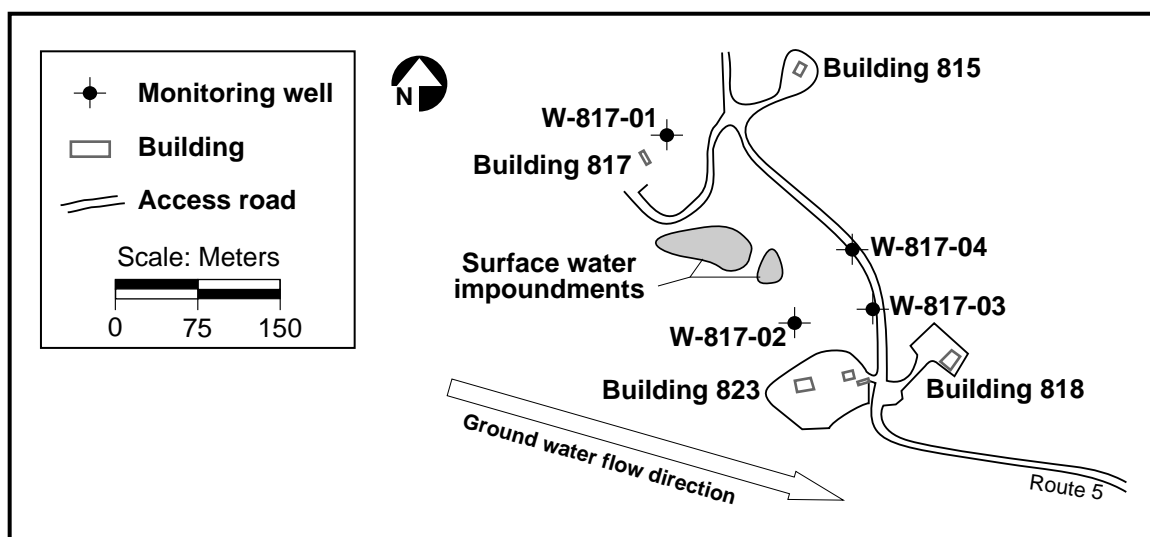 Monitoring well
Building
Access road
Scale: Meters
0 75 150
N
Building 815
W-817-01
Building 817
W-817-04
Surface water
impoundments
W-817-03
W-817-02
Building 823
Building 818
Ground water flow direction
Route 5